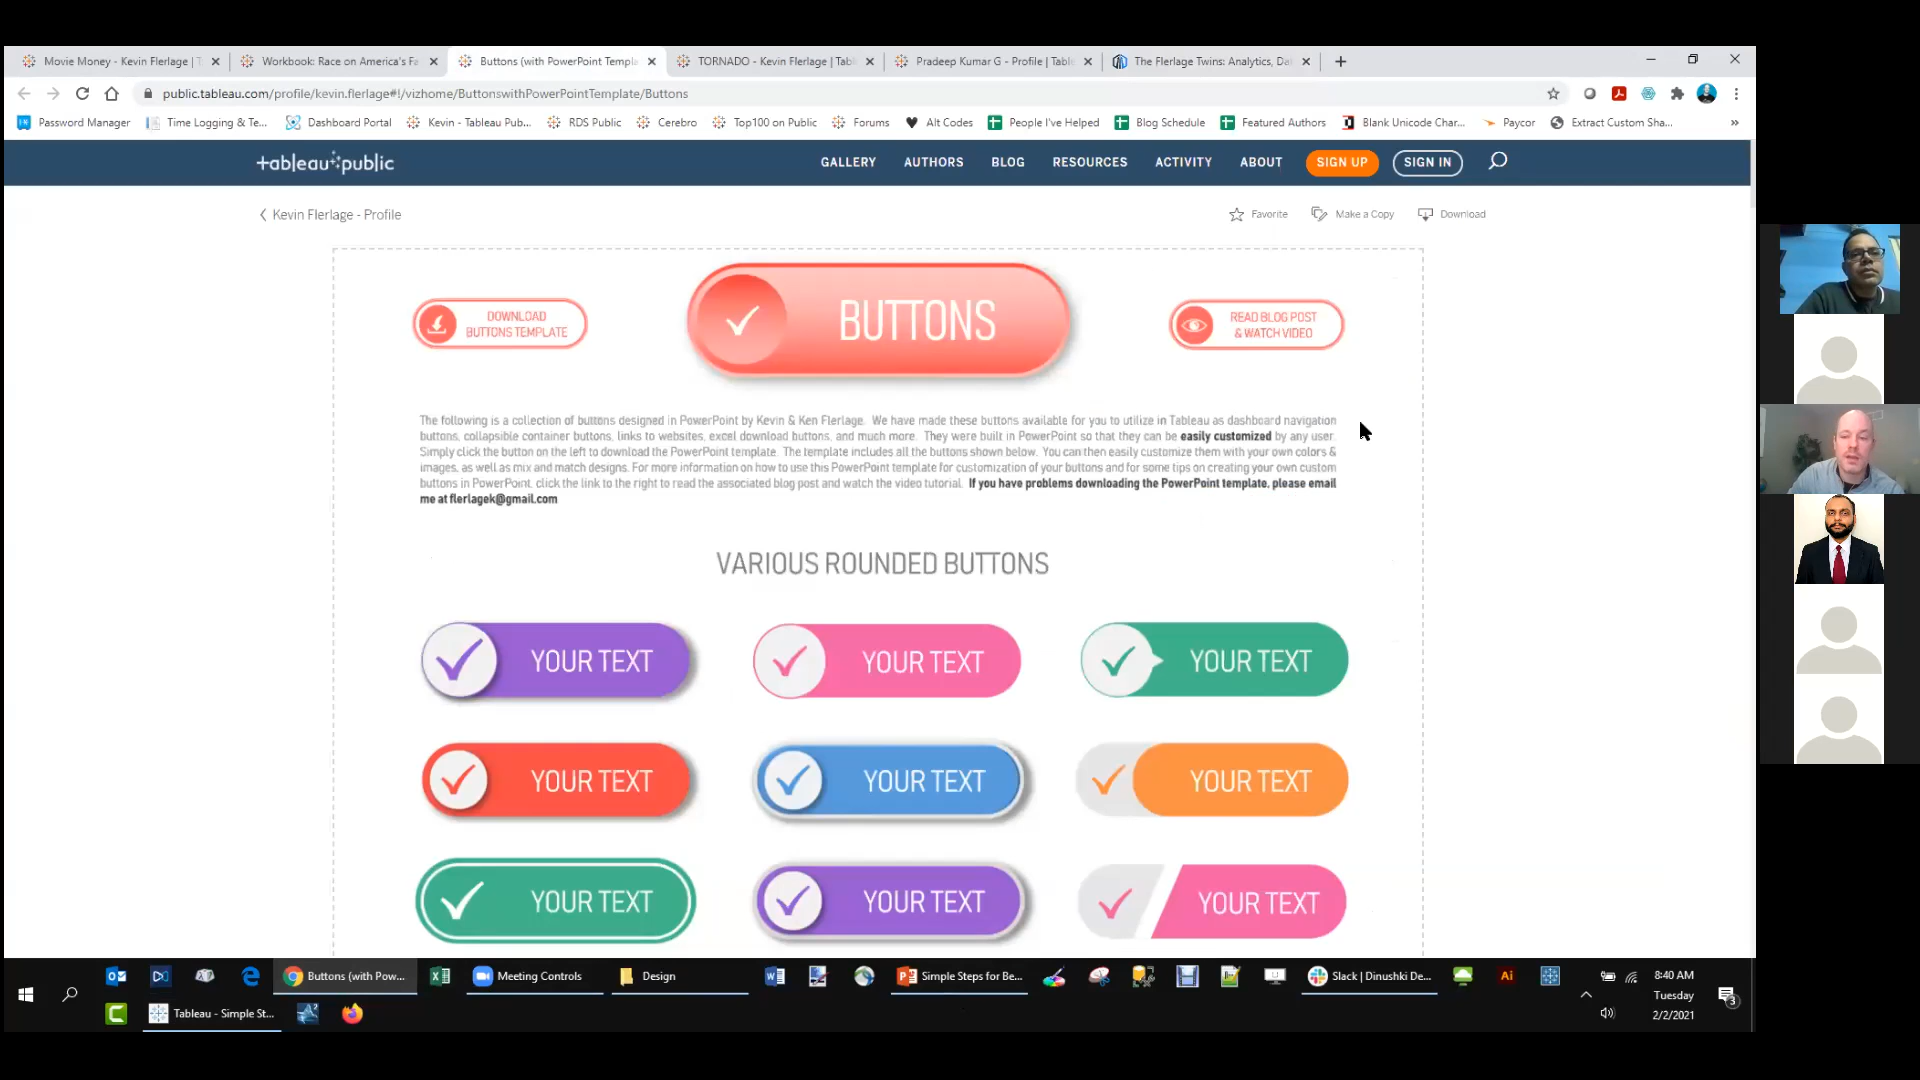 Movie Money - Kevin Flerlage | T
Workbook: Race on America's Fa
Buttons (with PowerPoint Templa
TORNADO - Kevin Flerlage | Tabl
Pradeep Kumar G - Profile | Table
The Flerlage Twins: Analytics, Da
public.tableau.com/profile/kevin.flerlage#!/vizhome/ButtonswithPowerPointTemplate/Buttons
Password Manager
Time Logging & Te...
Dashboard Portal
Kevin - Tableau Pub...
RDS Public
Cerebro
Top100 on Public
Forums
Alt Codes
People I've Helped
Blog Schedule
Featured Authors
Blank Unicode Char...
Paycor
Extract Custom Sha...
»
+ableau public
GALLERY
AUTHORS
BLOG
RESOURCES
ACTIVITY
ABOUT
SIGN UP
SIGN IN
Kevin Flerlage - Profile
Favorite
Make a Copy
Download
DOWNLOAD
BUTTONS TEMPLATE
BUTTONS
READ BLOG POST
& WATCH VIDEO
The following is a collection of buttons designed in PowerPoint by Kevin & Ken Flerlage. We have made these buttons available for you to utilize in Tableau as dashboard navigation
buttons, collapsible container buttons, links to websites, excel download buttons, and much more. They were built in PowerPoint so that they can be easily customized by any user.
Simply click the button on the left to download the PowerPoint template. The template includes all the buttons shown below. You can then easily customize them with your own colors &
images, as well as mix and match designs. For more information on how to use this PowerPoint template for customization of your buttons and for some tips on creating your own custom
buttons in PowerPoint, click the link to the right to read the associated blog post and watch the video tutorial. If you have problems downloading the PowerPoint template, please email
me at flerlagek@gmail.com
VARIOUS ROUNDED BUTTONS
YOUR TEXT
YOUR TEXT
YOUR TEXT
YOUR TEXT
YOUR TEXT
YOUR TEXT
YOUR TEXT
YOUR TEXT
YOUR TEXT
Buttons (with Pow...
Meeting Controls
Design
Simple Steps for Be...
Slack | Dinushki De...
Ai
8:40 AM
Tuesday
2/2/2021
3
Tableau - Simple St...